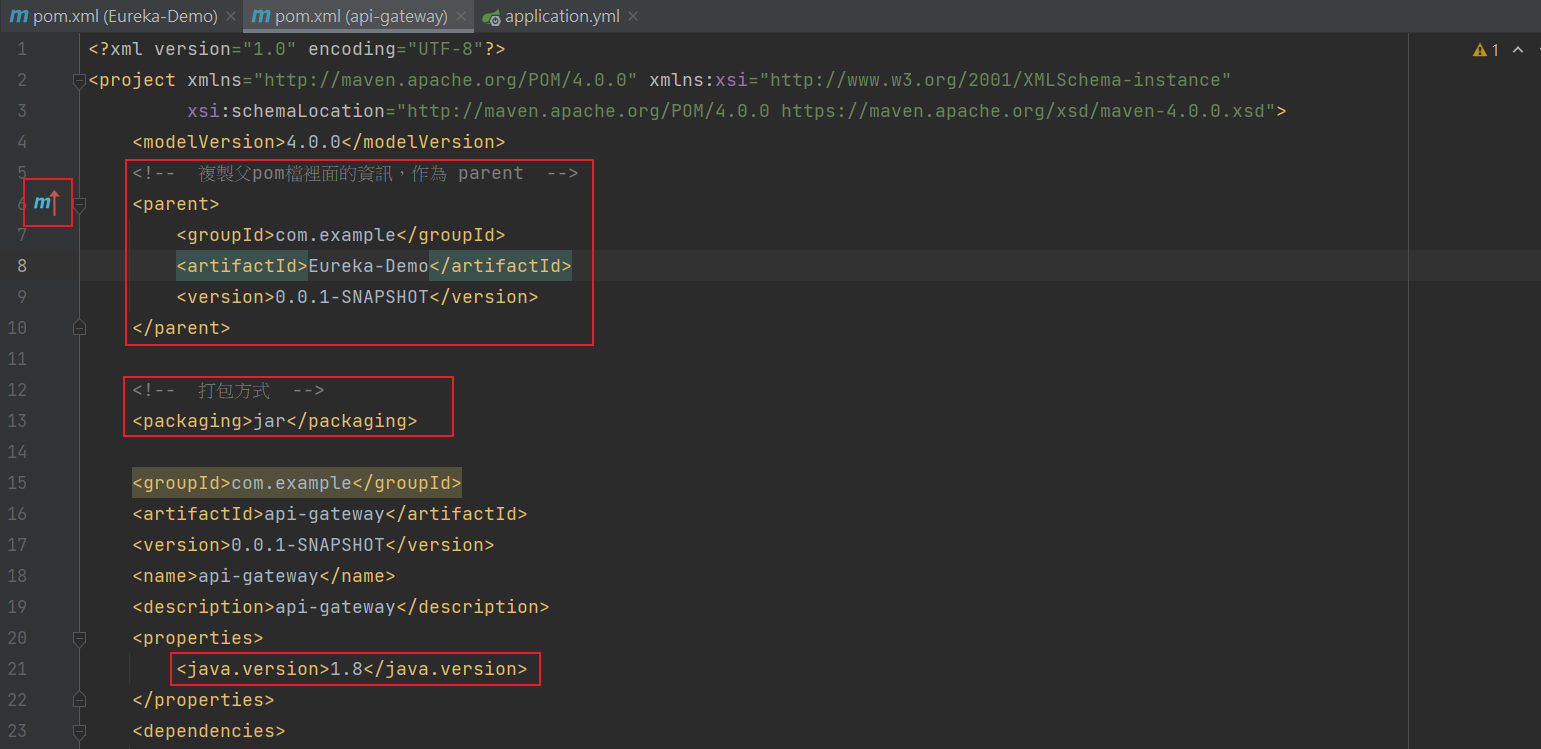 pom.xml (Eureka-Demo) pom.xml (api-gateway) application.yml
1 <?xml version="1.0" encoding="UTF-8"?> 1
2 <project xmlns="http://maven.apache.org/POM/4.0.0" xmlns:xsi="http://www.w3.org/2001/XMLSchema-instance"
3 xsi:schemaLocation="http://maven.apache.org/POM/4.0.0 https://maven.apache.org/xsd/maven-4.0.0.xsd">
4 <modelVersion>4.0.0</modelVersion>
5 <!-- 複製父pom檔裡面的資訊，作為 parent -->
6 m <parent>
7 <groupId>com.example</groupId>
8 <artifactId>Eureka-Demo</artifactId>
9 <version>0.0.1-SNAPSHOT</version>
10 </parent>
11
12 <!-- 打包方式 -->
13 <packaging>jar</packaging>
14
15 <groupId>com.example</groupId>
16 <artifactId>api-gateway</artifactId>
17 <version>0.0.1-SNAPSHOT</version>
18 <name>api-gateway</name>
19 <description>api-gateway</description>
20 <properties>
21 <java.version>1.8</java.version>
22 </properties>
23 <dependencies>